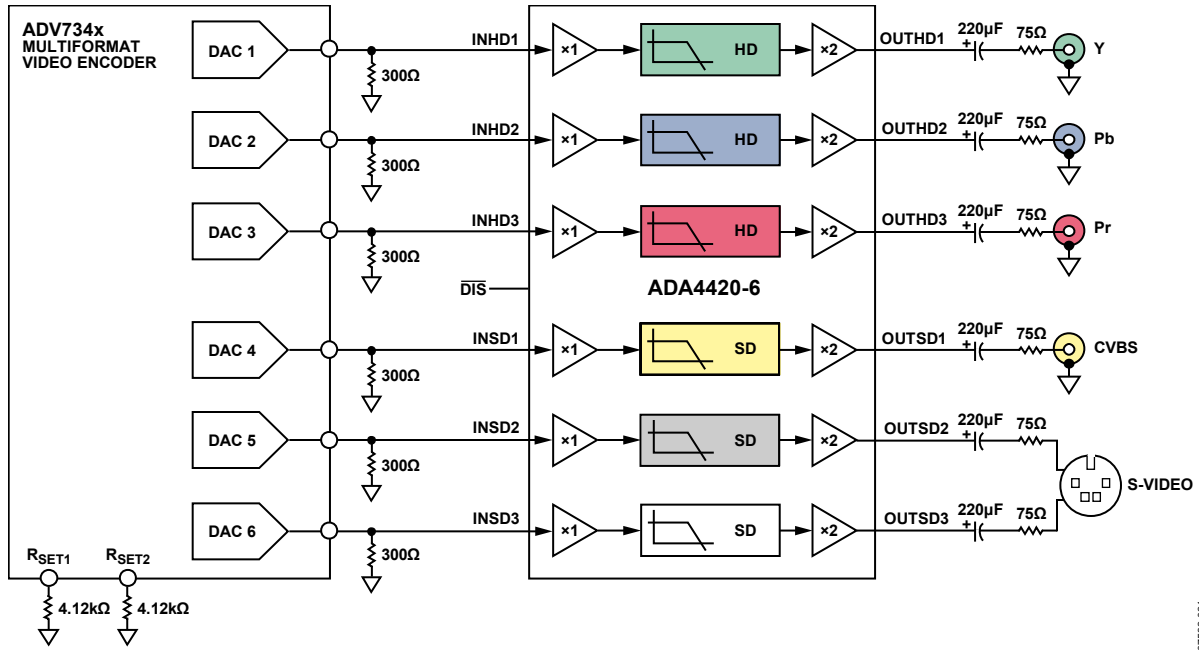 ADV734x
MULTIFORMAT
VIDEO ENCODER
DAC 1
INHD1
300Ω
×1
HD
×2
OUTHD1
220µF
+
75Ω
Y
DAC 2
INHD2
300Ω
×1
HD
×2
OUTHD2
220µF
+
75Ω
Pb
DAC 3
INHD3
300Ω
×1
HD
×2
OUTHD3
220µF
+
75Ω
Pr
DIS
ADA4420-6
DAC 4
INSD1
300Ω
×1
SD
×2
OUTSD1
220µF
+
75Ω
CVBS
DAC 5
INSD2
300Ω
×1
SD
×2
OUTSD2
220µF
+
75Ω
S-VIDEO
DAC 6
INSD3
300Ω
×1
SD
×2
OUTSD3
220µF
+
75Ω
RSET1
RSET2
4.12kΩ
4.12kΩ